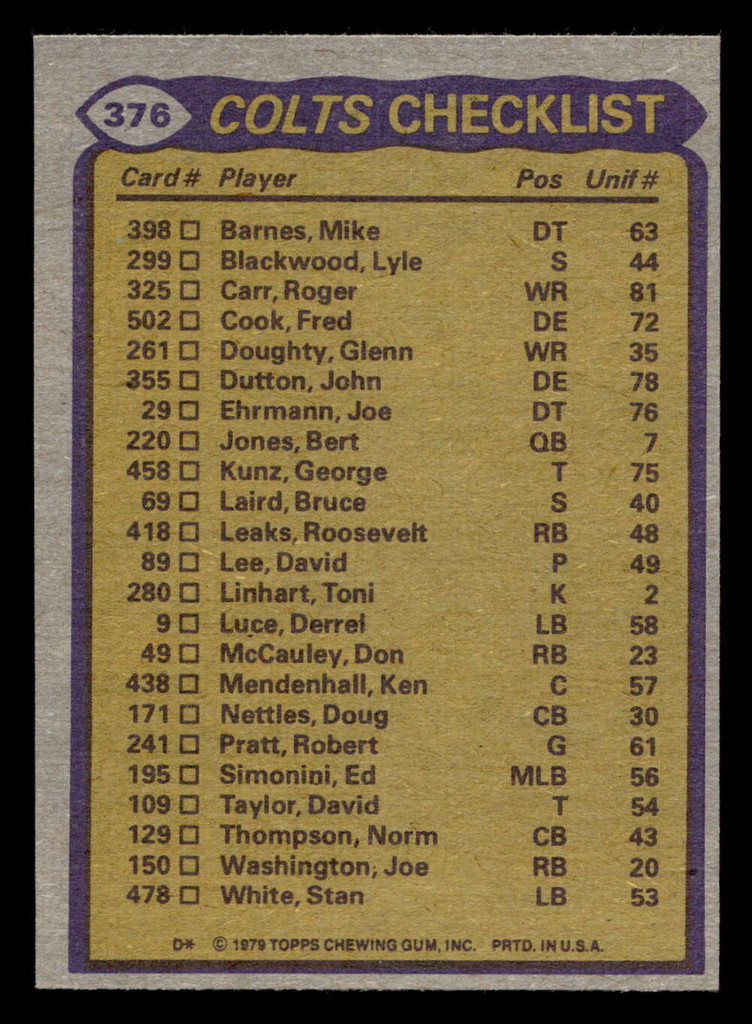 376 COLTS CHECKLIST
Card # Player Pos Unif #
398 □ Barnes, Mike DT 63
299 □ Blackwood, Lyle S 44
325 □ Carr, Roger WR 81
502 □ Cook, Fred DE 72
261 □ Doughty, Glenn WR 35
355 □ Dutton, John DE 78
29 □ Ehrmann, Joe DT 76
220 □ Jones, Bert QB 7
458 □ Kunz, George T 75
69 □ Laird, Bruce S 40
418 □ Leaks, Roosevelt RB 48
89 □ Lee, David P 49
280 □ Linhart, Toni K 2
9 □ Luce, Derrel LB 58
49 □ McCauley, Don RB 23
438 □ Mendenhall, Ken C 57
171 □ Nettles, Doug CB 30
241 □ Pratt, Robert G 61
195 □ Simonini, Ed MLB 56
109 □ Taylor, David T 54
129 □ Thompson, Norm CB 43
150 □ Washington, Joe RB 20
478 □ White, Stan LB 53
D* © 1979 TOPPS CHEWING GUM, INC. PRTD. IN U.S.A.